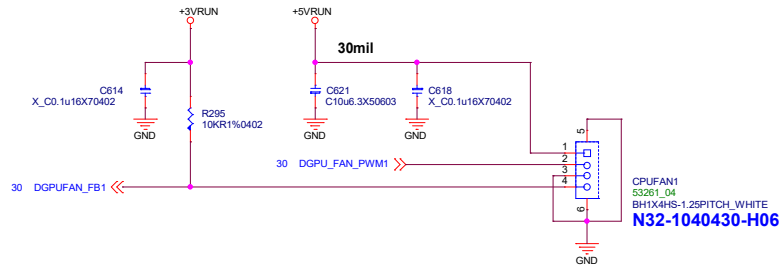 +3VRUN
+5VRUN
30mil
C614
X_C0.1u16X70402
C621
C10u6.3X50603
C618
X_C0.1u16X70402
R295
10KR1%0402
GND
GND
GND
5
1
2
3
4
6
30 DGPU_FAN_PWM1
30 DGPUFAN_FB1
CPUFAN1
53261_04
BH1X4HS-1.25PITCH_WHITE
N32-1040430-H06
GND